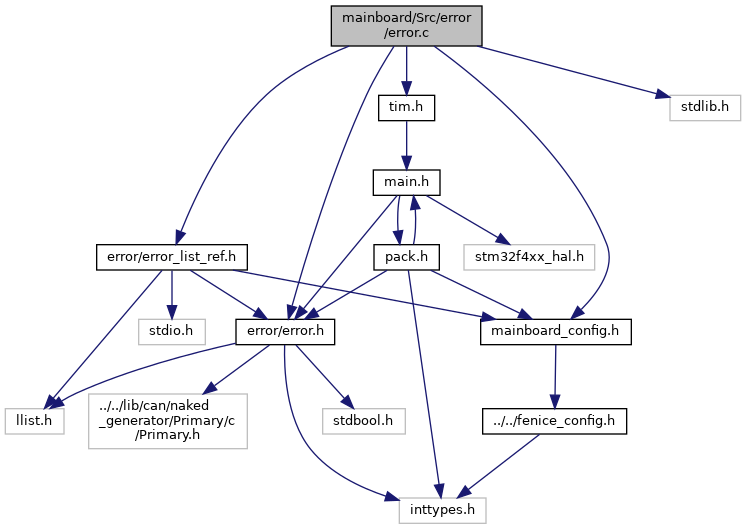 mainboard/Src/error
/error.c
tim.h
stdlib.h
main.h
error/error_list_ref.h
pack.h
stm32f4xx_hal.h
stdio.h
error/error.h
mainboard_config.h
llist.h
../../lib/can/naked
_generator/Primary/c
/Primary.h
stdbool.h
../../fenice_config.h
inttypes.h